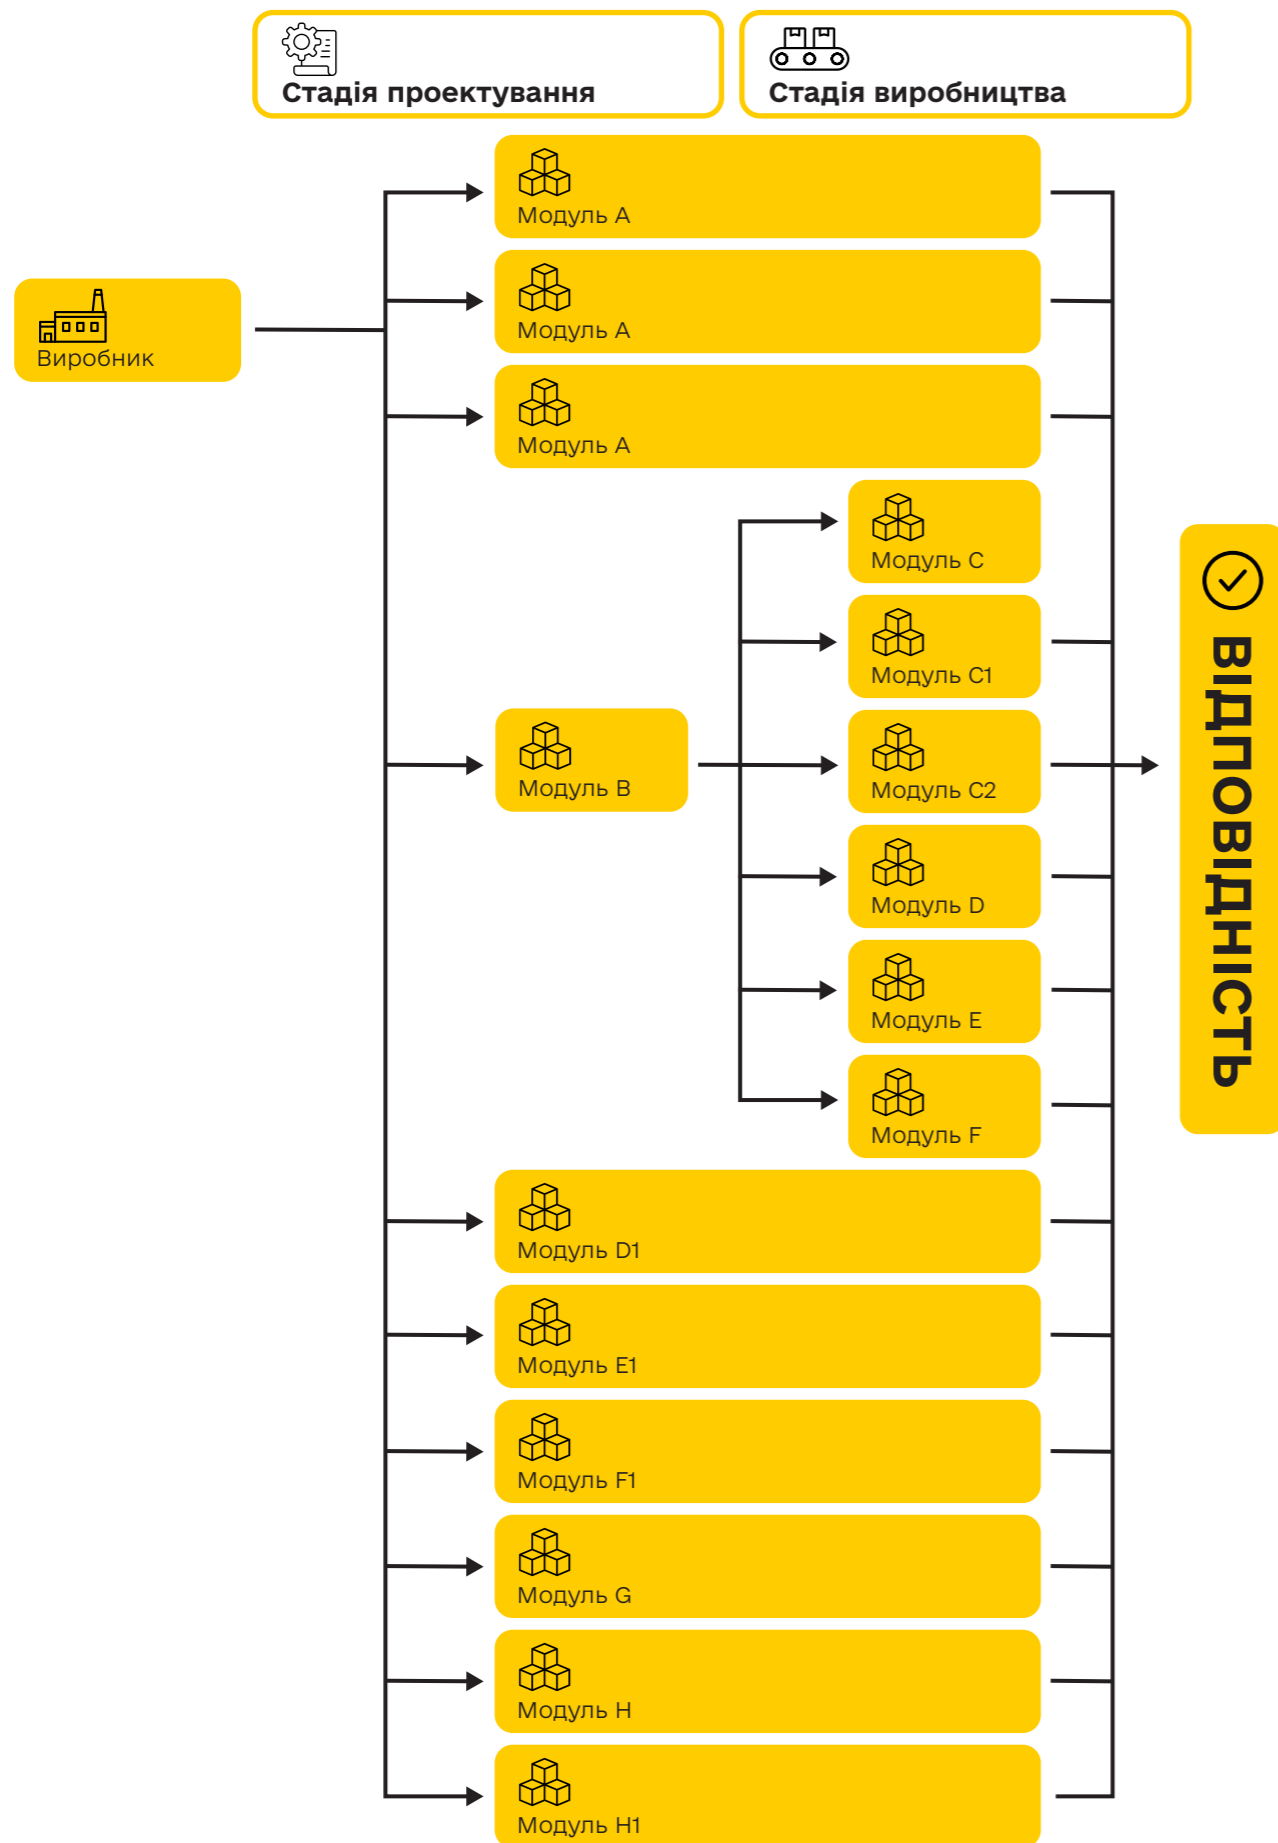 Стадія проектування
Стадія виробництва
Модуль A
Виробник
Модуль A
Модуль A
Модуль C
Модуль C1
Модуль B
Модуль C2
Модуль D
Модуль E
Модуль F
ВІДПОВІДНІСТЬ
Модуль D1
Модуль E1
Модуль F1
Модуль G
Модуль H
Модуль H1